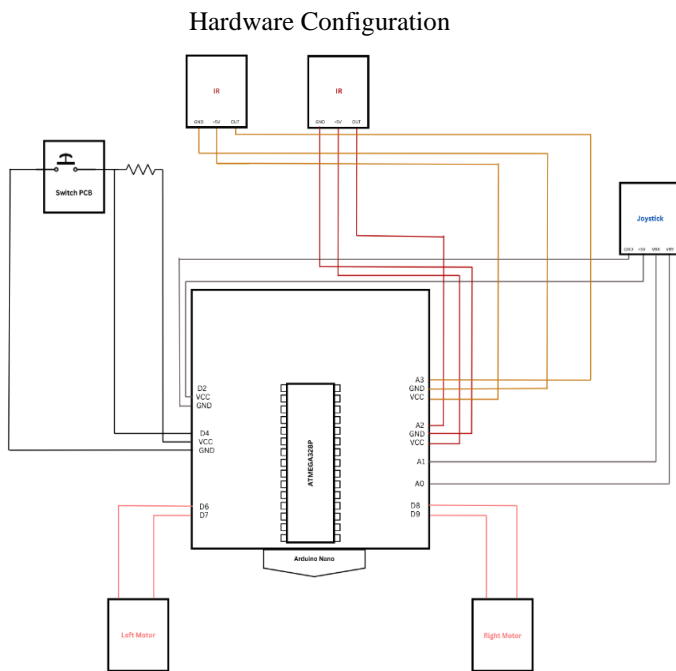 Hardware Configuration
IR
IR
GND +5V OUT
GND +5V OUT
Switch PCB
Joystick
GND +5V VRX VRY
D2
VCC
GND
D4
VCC
GND
D6
D7
ATMEGA328P
A3
GND
VCC
A2
GND
VCC
A1
A0
D8
D9
Arduino Nano
Left Motor
Right Motor